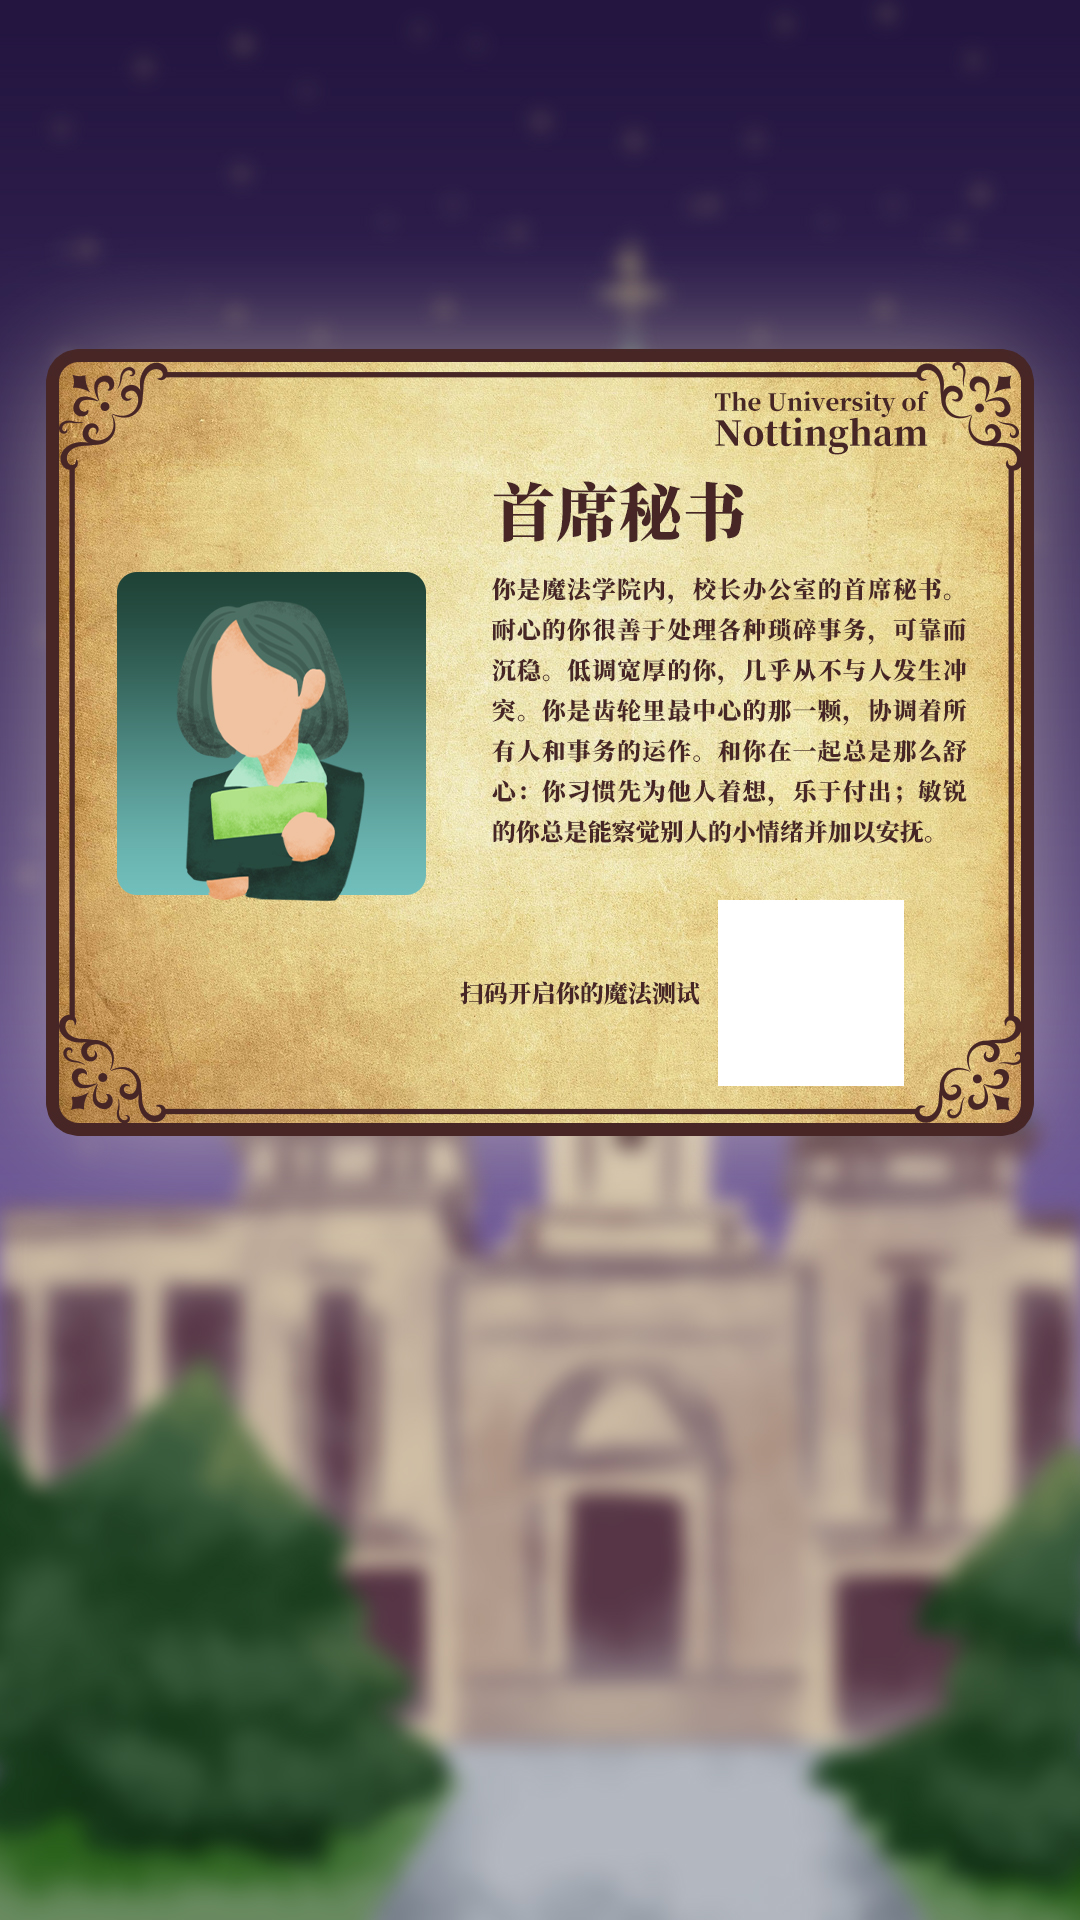 The University of
Nottingham
首席秘书
你是魔法学院内，校长办公室的首席秘书。
耐心的你很善于处理各种琐碎事务，可靠而
沉稳。低调宽厚的你，几乎从不与人发生冲
突。你是齿轮里最中心的那一颗，协调着所
有人和事务的运作。和你在一起总是那么舒
心：你习惯先为他人着想，乐于付出；敏锐
的你总是能察觉别人的小情绪并加以安抚。
扫码开启你的魔法测试